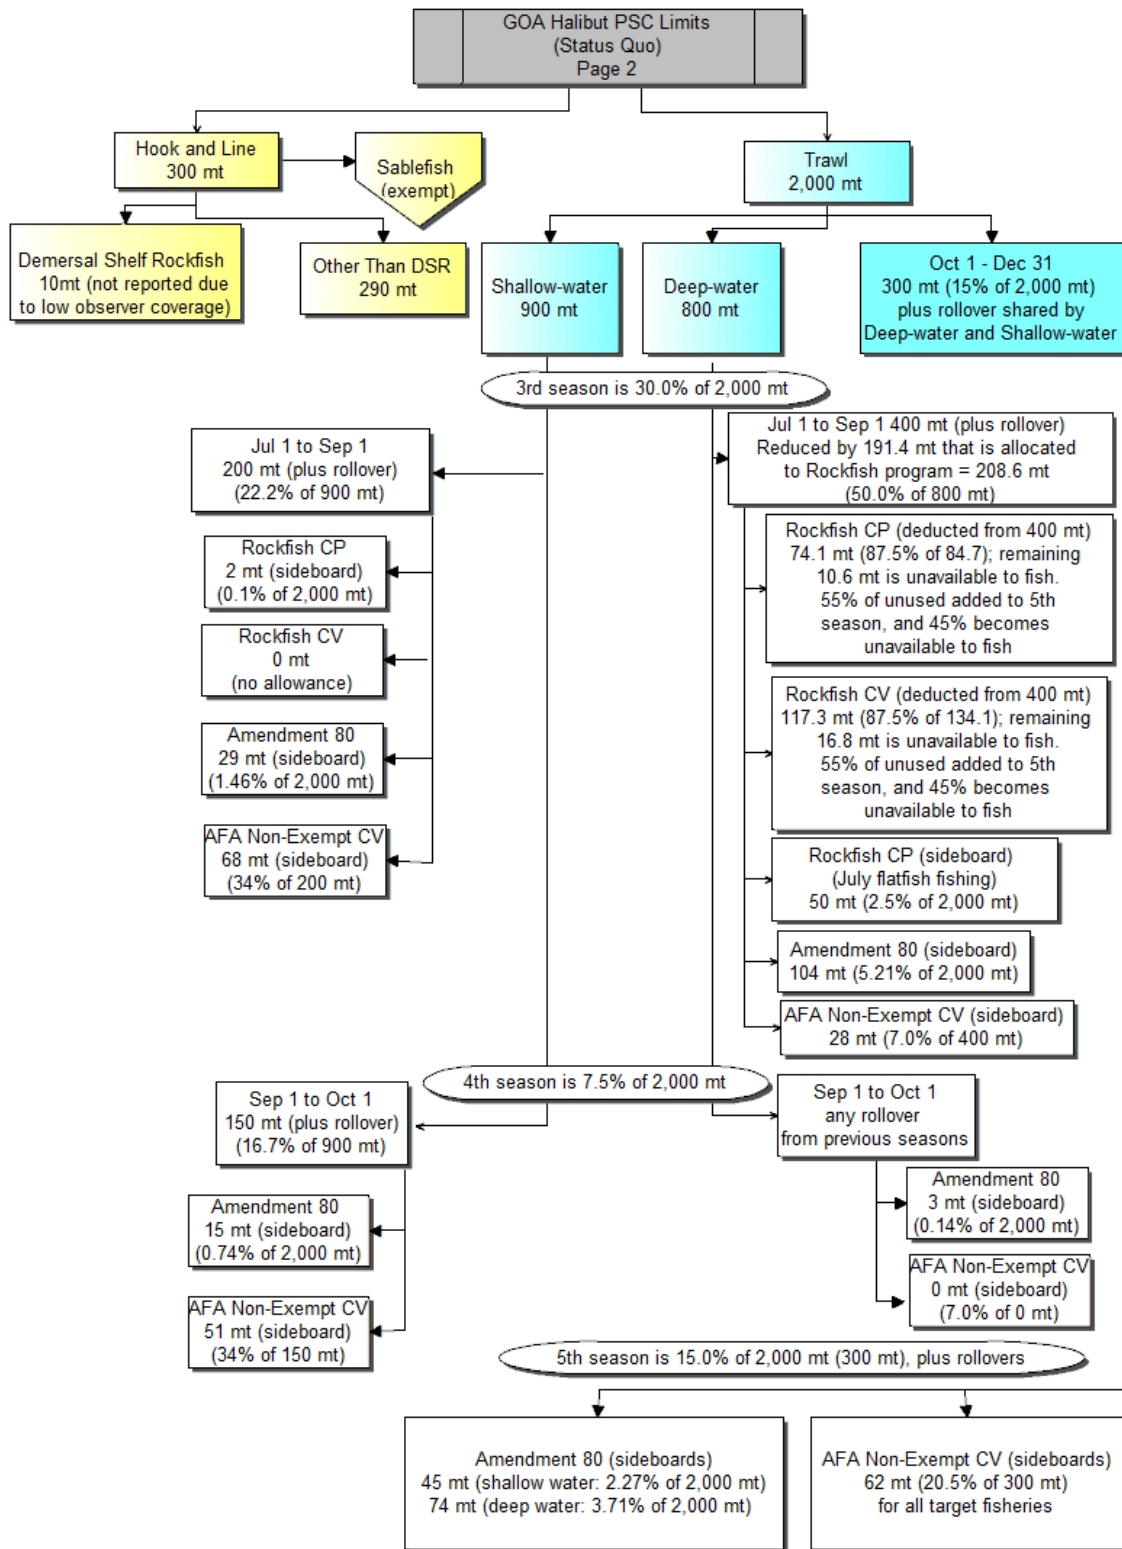 GOA Halibut PSC Limits
(Status Quo)
Page 2
Hook and Line
300 mt
Sablefish
(exempt)
Trawl
2,000 mt
Demersal Shelf Rockfish
10mt (not reported due
to low observer coverage)
Other Than DSR
290 mt
Shallow-water
900 mt
Deep-water
800 mt
Oct 1 - Dec 31
300 mt (15% of 2,000 mt)
plus rollover shared by
Deep-water and Shallow-water
3rd season is 30.0% of 2,000 mt
Jul 1 to Sep 1
200 mt (plus rollover)
(22.2% of 900 mt)
Rockfish CP
2 mt (sideboard)
(0.1% of 2,000 mt)
Rockfish CV
0 mt
(no allowance)
Amendment 80
29 mt (sideboard)
(1.46% of 2,000 mt)
AFA Non-Exempt CV
68 mt (sideboard)
(34% of 200 mt)
Jul 1 to Sep 1 400 mt (plus rollover)
Reduced by 191.4 mt that is allocated
to Rockfish program = 208.6 mt
(50.0% of 800 mt)
Rockfish CP (deducted from 400 mt)
74.1 mt (87.5% of 84.7); remaining
10.6 mt is unavailable to fish.
55% of unused added to 5th
season, and 45% becomes
unavailable to fish
Rockfish CV (deducted from 400 mt)
117.3 mt (87.5% of 134.1); remaining
16.8 mt is unavailable to fish.
55% of unused added to 5th
season, and 45% becomes
unavailable to fish
Rockfish CP (sideboard)
(July flatfish fishing)
50 mt (2.5% of 2,000 mt)
Amendment 80 (sideboard)
104 mt (5.21% of 2,000 mt)
AFA Non-Exempt CV (sideboard)
28 mt (7.0% of 400 mt)
4th season is 7.5% of 2,000 mt
Sep 1 to Oct 1
150 mt (plus rollover)
(16.7% of 900 mt)
Amendment 80
15 mt (sideboard)
(0.74% of 2,000 mt)
AFA Non-Exempt CV
51 mt (sideboard)
(34% of 150 mt)
Sep 1 to Oct 1
any rollover
from previous seasons
Amendment 80
3 mt (sideboard)
(0.14% of 2,000 mt)
AFA Non-Exempt CV
0 mt (sideboard)
(7.0% of 0 mt)
5th season is 15.0% of 2,000 mt (300 mt), plus rollovers
Amendment 80 (sideboards)
45 mt (shallow water: 2.27% of 2,000 mt)
74 mt (deep water: 3.71% of 2,000 mt)
AFA Non-Exempt CV (sideboards)
62 mt (20.5% of 300 mt)
for all target fisheries